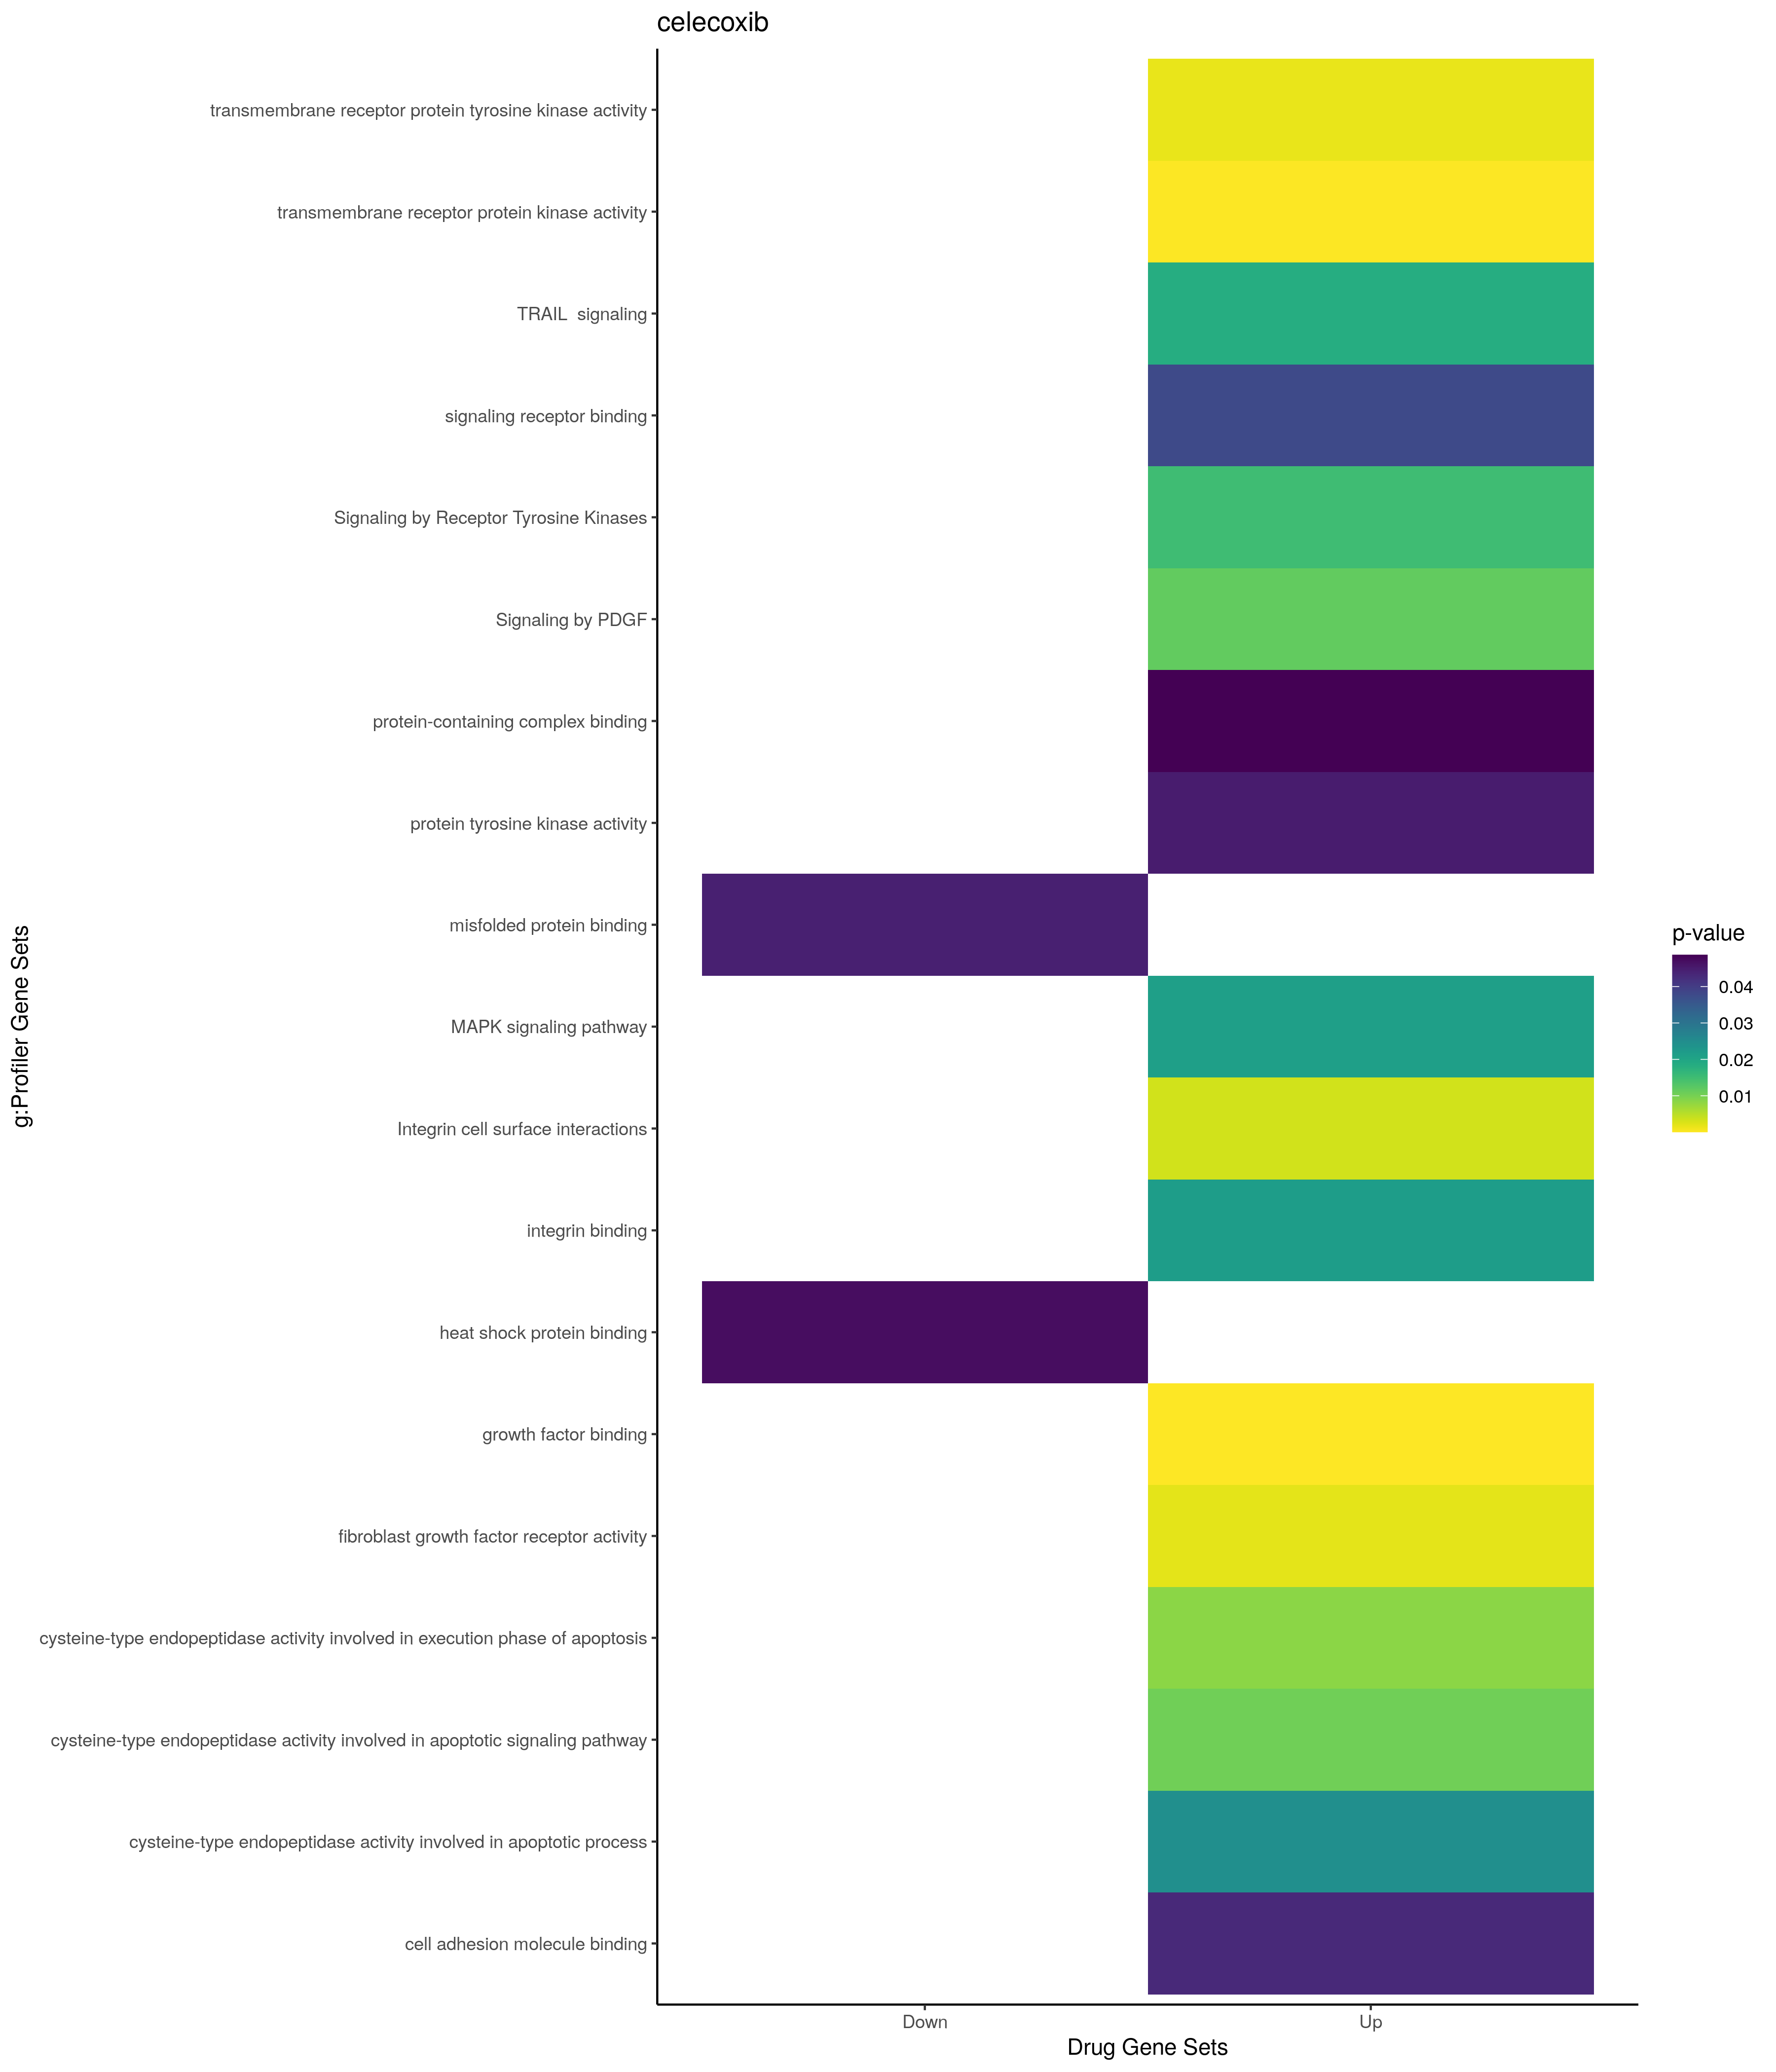 celecoxib
transmembrane receptor protein tyrosine kinase activity
transmembrane receptor protein kinase activity
TRAIL  signaling
signaling receptor binding
Signaling by Receptor Tyrosine Kinases
Signaling by PDGF
protein-containing complex binding
protein tyrosine kinase activity
misfolded protein binding
MAPK signaling pathway
Integrin cell surface interactions
integrin binding
heat shock protein binding
growth factor binding
fibroblast growth factor receptor activity
cysteine-type endopeptidase activity involved in execution phase of apoptosis
cysteine-type endopeptidase activity involved in apoptotic signaling pathway
cysteine-type endopeptidase activity involved in apoptotic process
cell adhesion molecule binding
g:Profiler Gene Sets
Down
Up
Drug Gene Sets
p-value
0.04
0.03
0.02
0.01